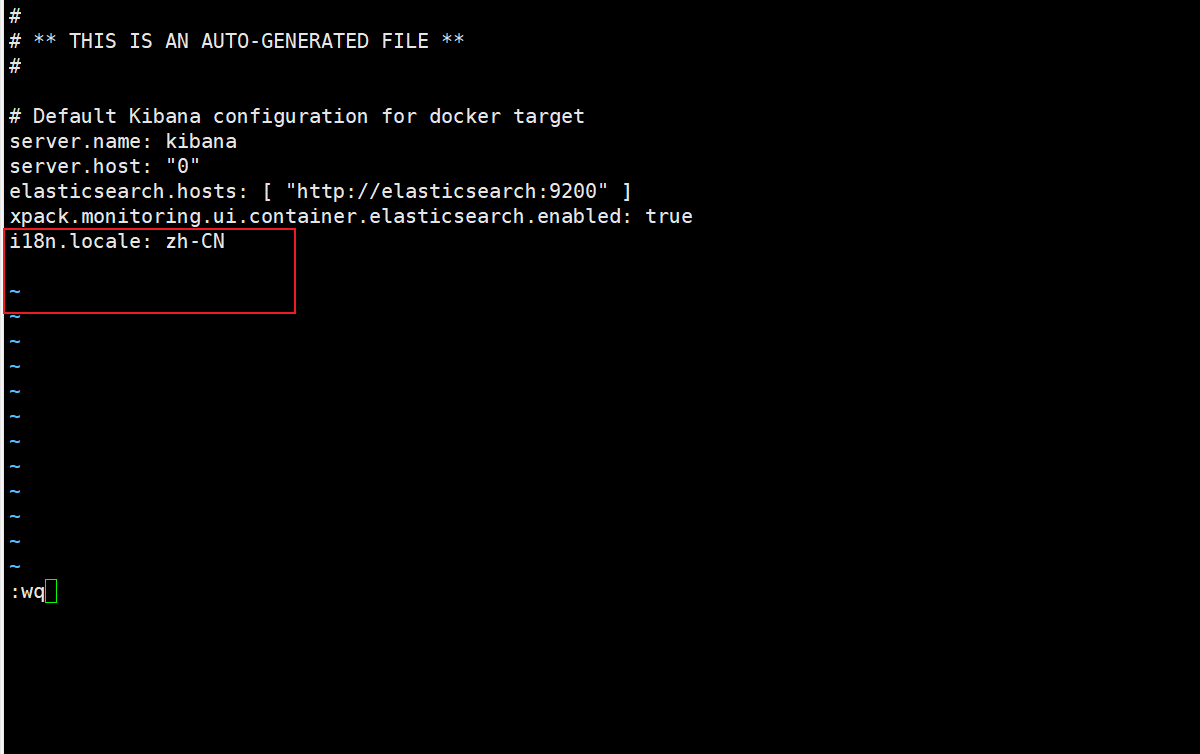 #
# ** THIS IS AN AUTO-GENERATED FILE **
#
# Default Kibana configuration for docker target
server.name: kibana
server.host: "0"
elasticsearch.hosts: [ "http://elasticsearch:9200" ]
xpack.monitoring.ui.container.elasticsearch.enabled: true
i18n.locale: zh-CN
~
~
~
~
~
~
~
~
~
~
~
~
:wq